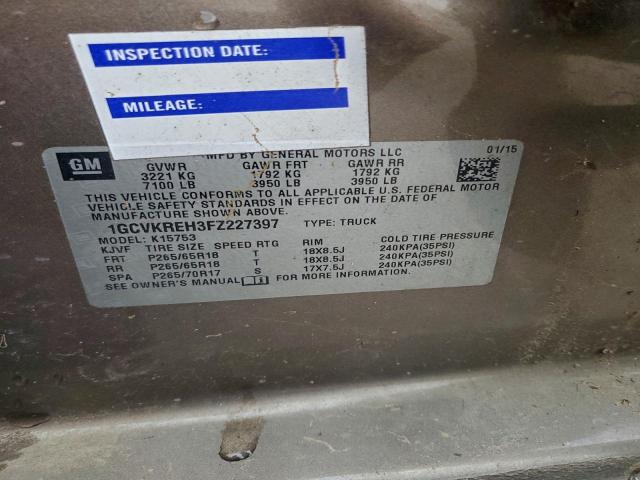 INSPECTION DATE:
MILEAGE:
GM
MFD BY GENERAL MOTORS LLC 01/15
GVWR GAWR FRT GAWR RR
3221 KG 1792 KG 1792 KG
7100 LB 3950 LB 3950 LB
THIS VEHICLE CONFORMS TO ALL APPLICABLE U.S. FEDERAL MOTOR
VEHICLE SAFETY STANDARDS IN EFFECT ON THE DATE OF
MANUFACTURE SHOWN ABOVE.
1GCVKREH3FZ227397 TYPE: TRUCK
MODEL: K15753
KJVF TIRE SIZE SPEED RTG RIM COLD TIRE PRESSURE
FRT P265/65R18 T 18X8.5J 240KPA(35PSI)
RR P265/65R18 T 18X8.5J 240KPA(35PSI)
SPA P265/70R17 S 17X7.5J 240KPA(35PSI)
SEE OWNER'S MANUAL FOR MORE INFORMATION.